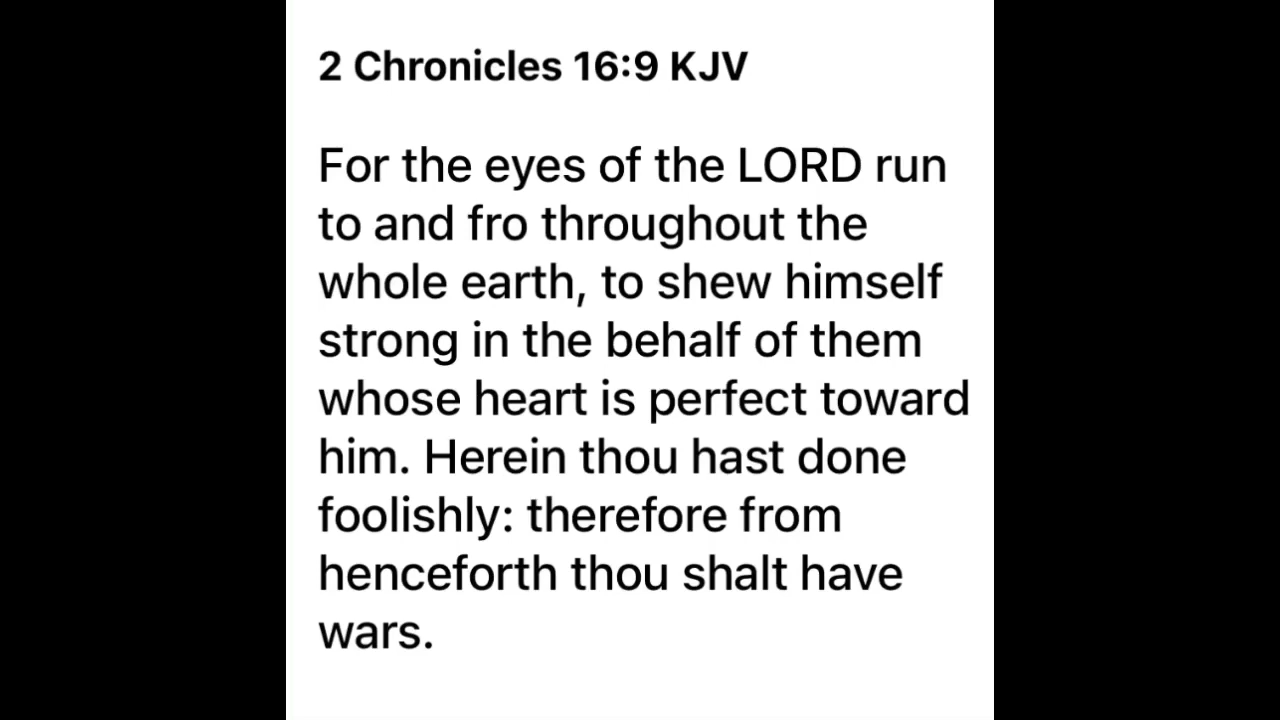 2 Chronicles 16:9 KJV
For the eyes of the LORD run
to and fro throughout the
whole earth, to shew himself
strong in the behalf of them
whose heart is perfect toward
him. Herein thou hast done
foolishly: therefore from
henceforth thou shalt have
wars.